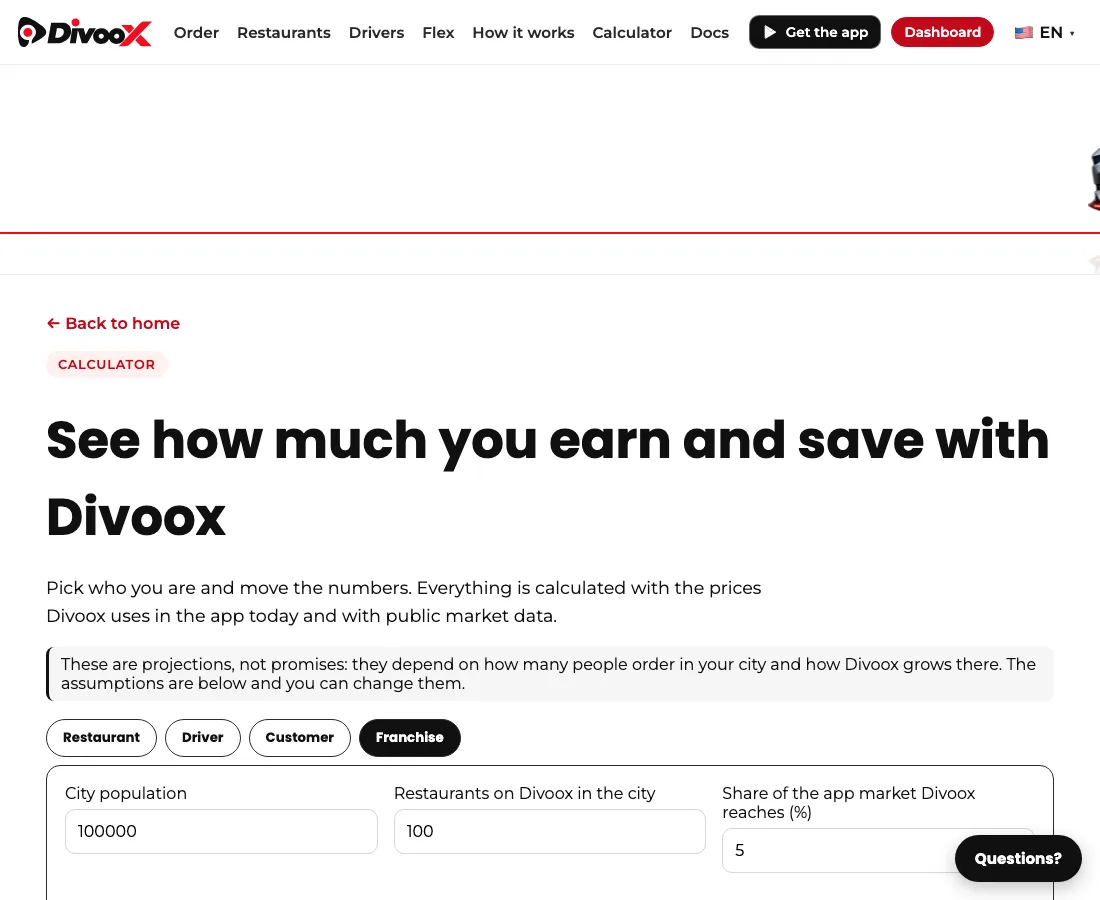 DivooX Order Restaurants Drivers Flex How it works Calculator Docs Get the app Dashboard EN
← Back to home
CALCULATOR
See how much you earn and save with
Divoox
Pick who you are and move the numbers. Everything is calculated with the prices
Divoox uses in the app today and with public market data.
These are projections, not promises: they depend on how many people order in your city and how Divoox grows there. The
assumptions are below and you can change them.
Restaurant Driver Customer Franchise
City population
100000
Restaurants on Divoox in the city
100
Share of the app market Divoox
reaches (%)
5
Questions?